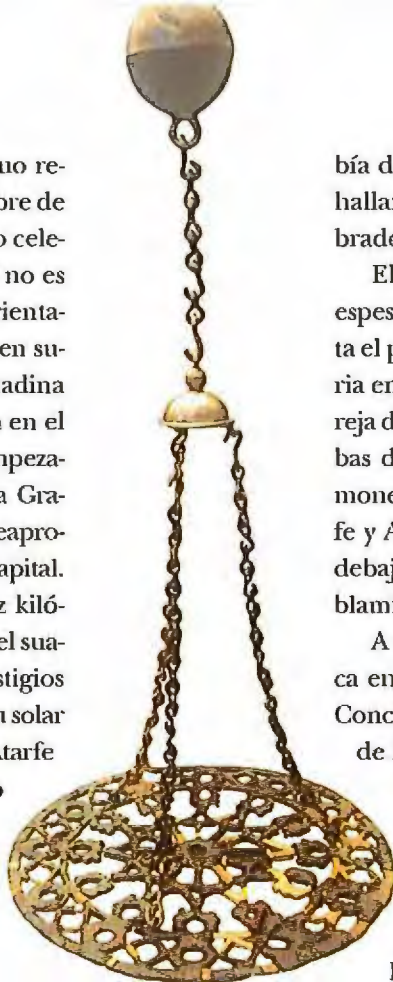 uo re-
bre de
o cele-
no es
rienta-
en su-
adina
en el
mpeza-
a Gra-
eapro-
apital.
z kiló-
el sua-
stigios
u solar
tarfe
bía d
hallar
brade
El
espes
ta el p
ria en
reja d
bas d
mone
fe y A
debaj
blami
A
ca en
Conc
de